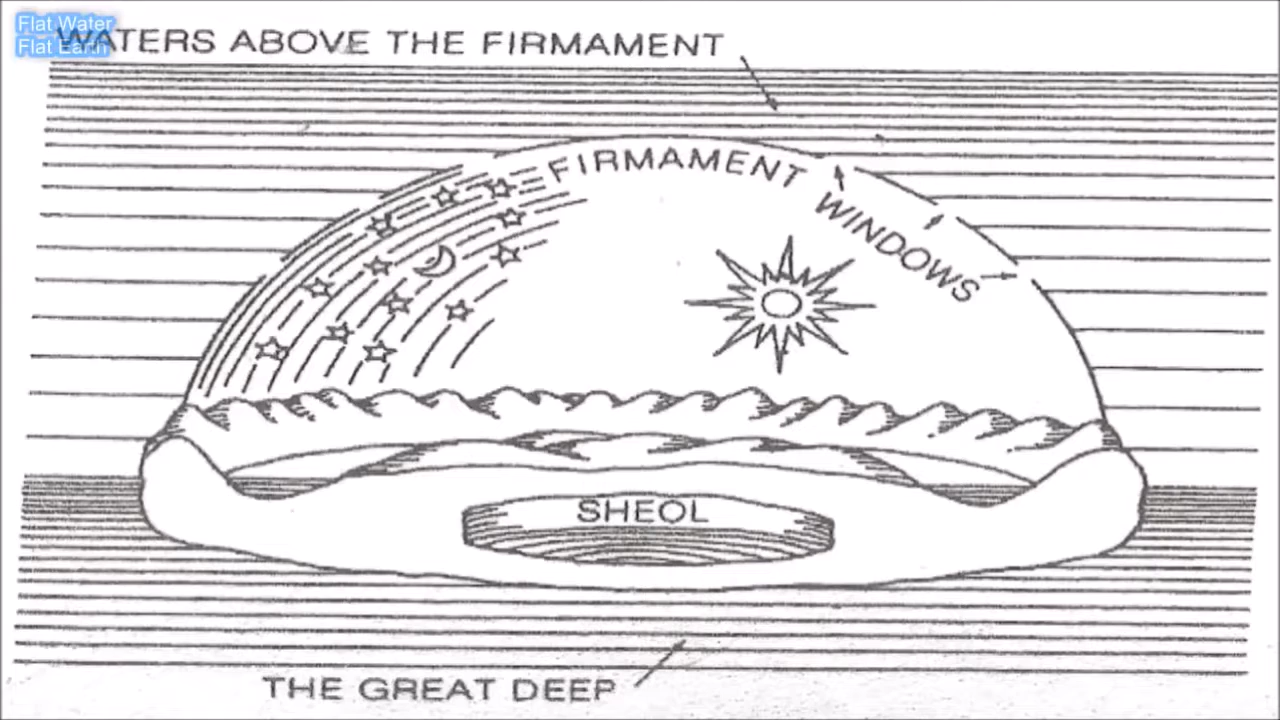 Flat Water
Flat Earth
WATERS ABOVE THE FIRMAMENT
FIRMAMENT
WINDOWS
SHEOL
THE GREAT DEEP